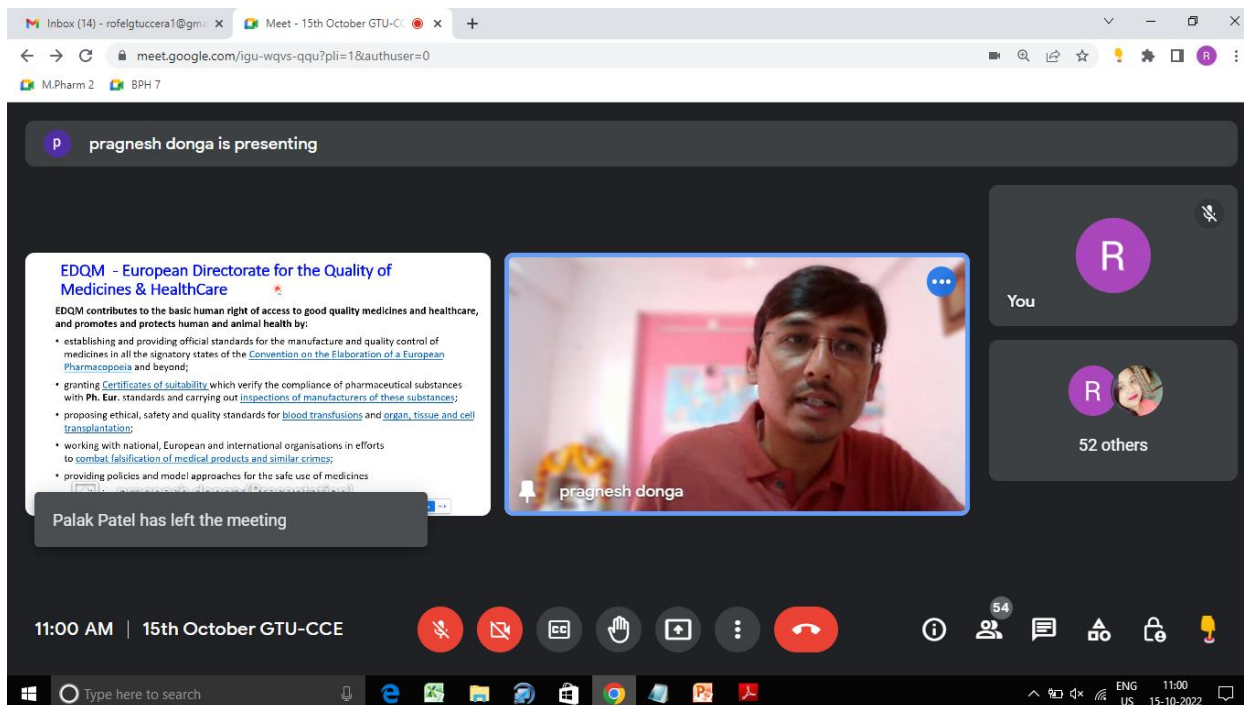 Inbox (14) - rofelgtuccera1@gma
Meet - 15th October GTU-CC
meet.google.com/igu-wqvs-qqu?pli=1&authuser=0
R
M.Pharm 2 BPH 7
p pragnesh donga is presenting
EDQM - European Directorate for the Quality of
Medicines & HealthCare
EDQM contributes to the basic human right of access to good quality medicines and healthcare,
and promotes and protects human and animal health by:
• establishing and providing official standards for the manufacture and quality control of
medicines in all the signatory states of the Convention on the Elaboration of a European
Pharmacopoeia and beyond;
• granting Certificates of suitability which verify the compliance of pharmaceutical substances
with Ph. Eur. standards and carrying out inspections of manufacturers of these substances;
• proposing ethical, safety and quality standards for blood transfusions and organ, tissue and cell
transplantation;
• working with national, European and international organisations in efforts
to combat falsification of medical products and similar crimes;
• providing policies and model approaches for the safe use of medicines
Palak Patel has left the meeting
pragnesh donga
R
You
R
52 others
11:00 AM | 15th October GTU-CCE
CC
54
Type here to search
ENG 11:00
US 15-10-2022